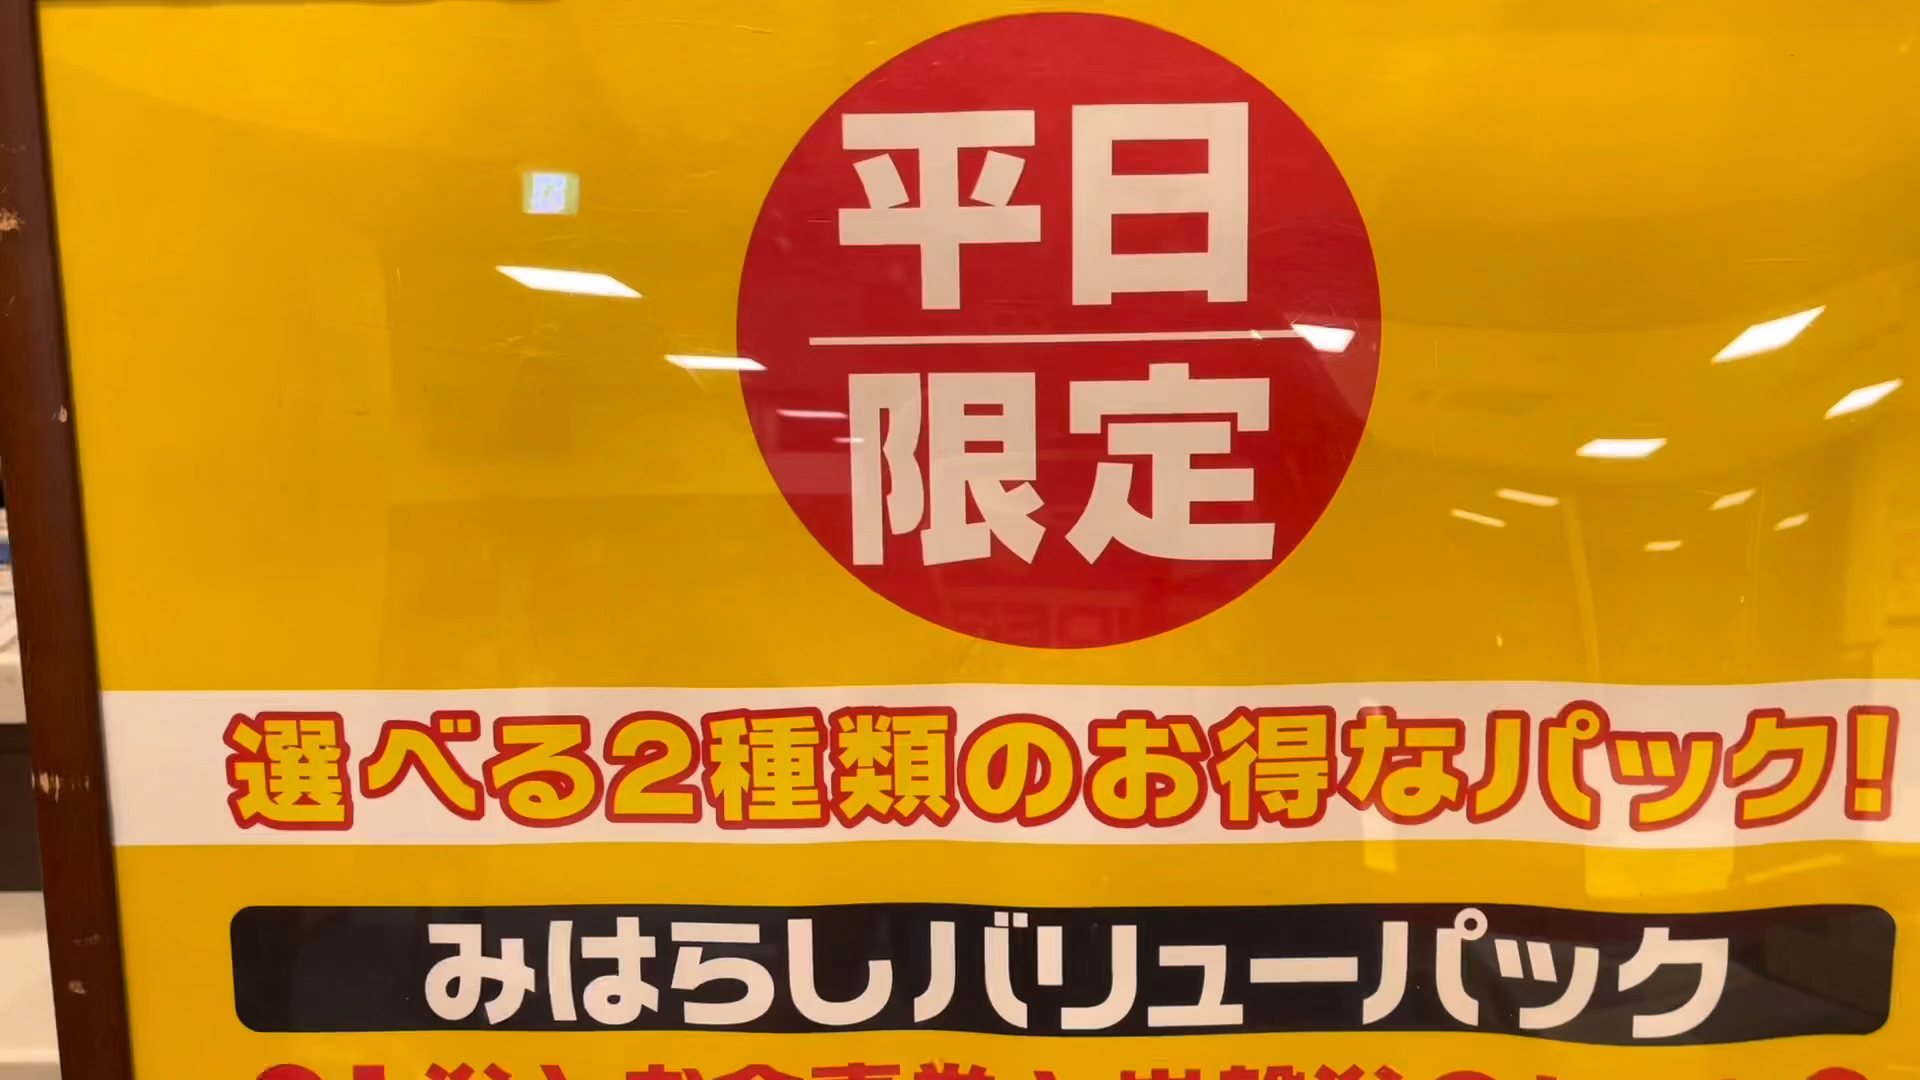 平日
限定
選べる2種類のお得なパック!
みはらしバリューパック